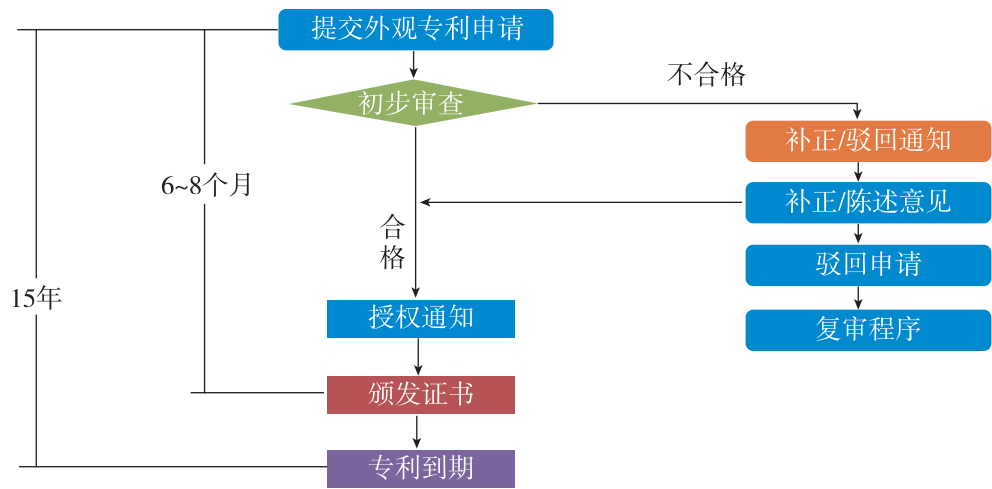 提交外观专利申请
初步审查
不合格
补正/驳回通知
6~8个月
补正/陈述意见
合
格
驳回申请
15年
授权通知
复审程序
颁发证书
专利到期